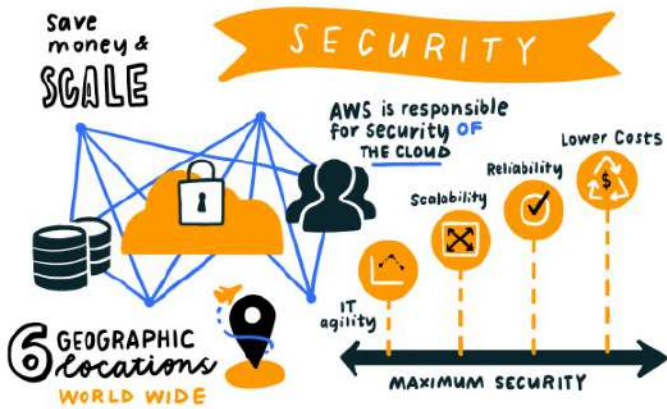 save
money &
SCALE
SECURITY
AWS is responsible
for security OF
THE CLOUD
IT
agility
Scalability
Reliability
Lower Costs
$
MAXIMUM SECURITY
6 GEOGRAPHIC
locations
WORLD WIDE